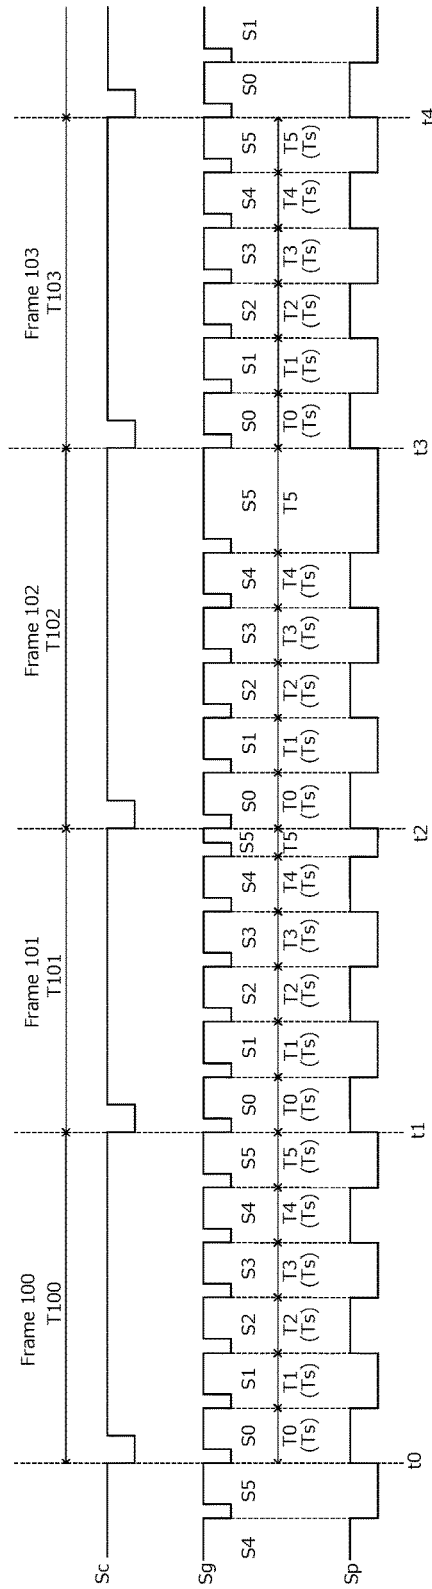 Frame 100 Frame 101 Frame 102 Frame 103
T100 T101 T102 T103
Sc
Sg
S4 S5 S0 S1 S2 S3 S4 S5 S0 S1 S2 S3 S4 S5 S0 S1 S2 S3 S4 S5 S0 S1 S2 S3 S4 S5 S0 S1
T0 T1 T2 T3 T4 T5 T0 T1 T2 T3 T4 T5 T0 T1 T2 T3 T4 T5 T0 T1 T2 T3 T4 T5
(Ts) (Ts) (Ts) (Ts) (Ts) (Ts) (Ts) (Ts) (Ts) (Ts) (Ts) (Ts) (Ts) (Ts) (Ts) (Ts) (Ts) (Ts) (Ts) (Ts) (Ts) (Ts)
Sp
t0 t1 t2 t3 t4